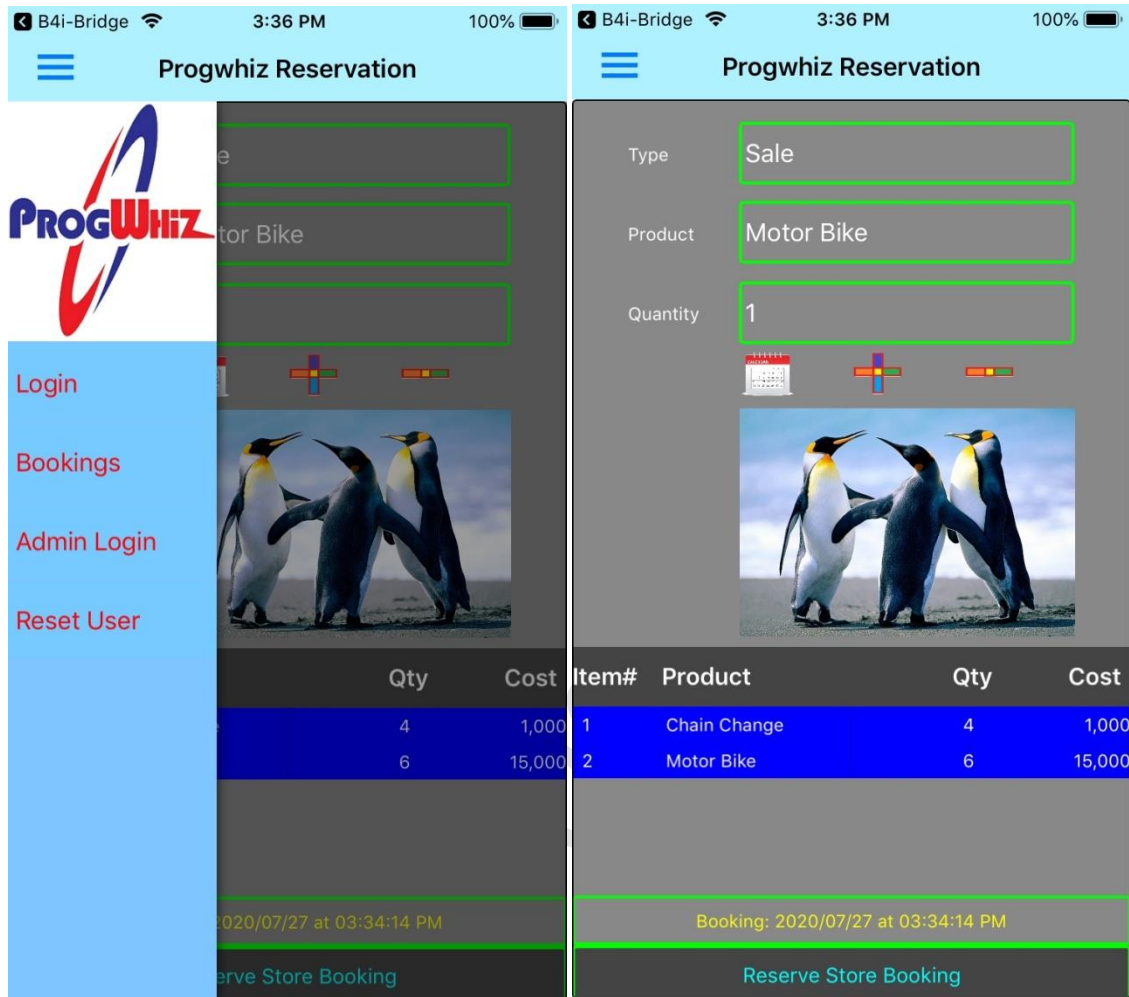 B4i-Bridge 3:36 PM 100%
Progwhiz Reservation
PROGWHIZ
Login
Bookings
Admin Login
Reset User
e
tor Bike
Qty Cost
e 4 1,000
6 15,000
2020/07/27 at 03:34:14 PM
erve Store Booking
B4i-Bridge 3:36 PM 100%
Progwhiz Reservation
Type Sale
Product Motor Bike
Quantity 1
Item# Product Qty Cost
1 Chain Change 4 1,000
2 Motor Bike 6 15,000
Booking: 2020/07/27 at 03:34:14 PM
Reserve Store Booking